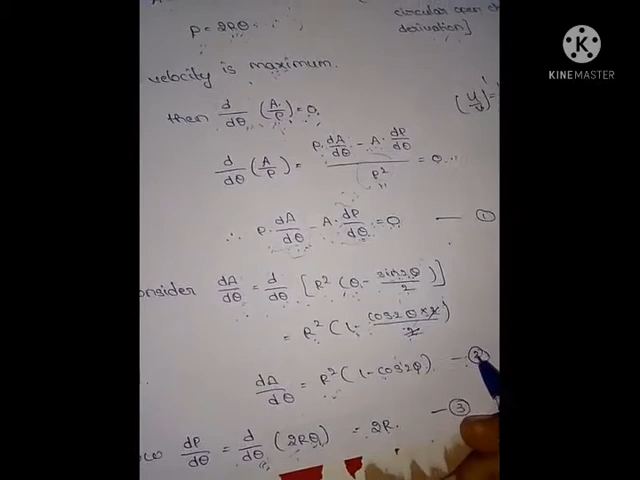 circular open
P = 2Rθ.
derivation]
velocity is maximum.
KINEMASTER
then d/dθ (A/P) = 0.
(u/v)' =
d/dθ (A/P) = (P. dA/dθ - A. dP/dθ) / P² = 0.
∴ P. dA/dθ - A. dP/dθ = 0 — ①
onsider dA/dθ = d/dθ [R² (θ - sin2θ/2)]
= R² (1 - cos2θ×2/2)
dA/dθ = R² (1 - cos2θ) — ②
dP/dθ = d/dθ (2Rθ) = 2R. — ③